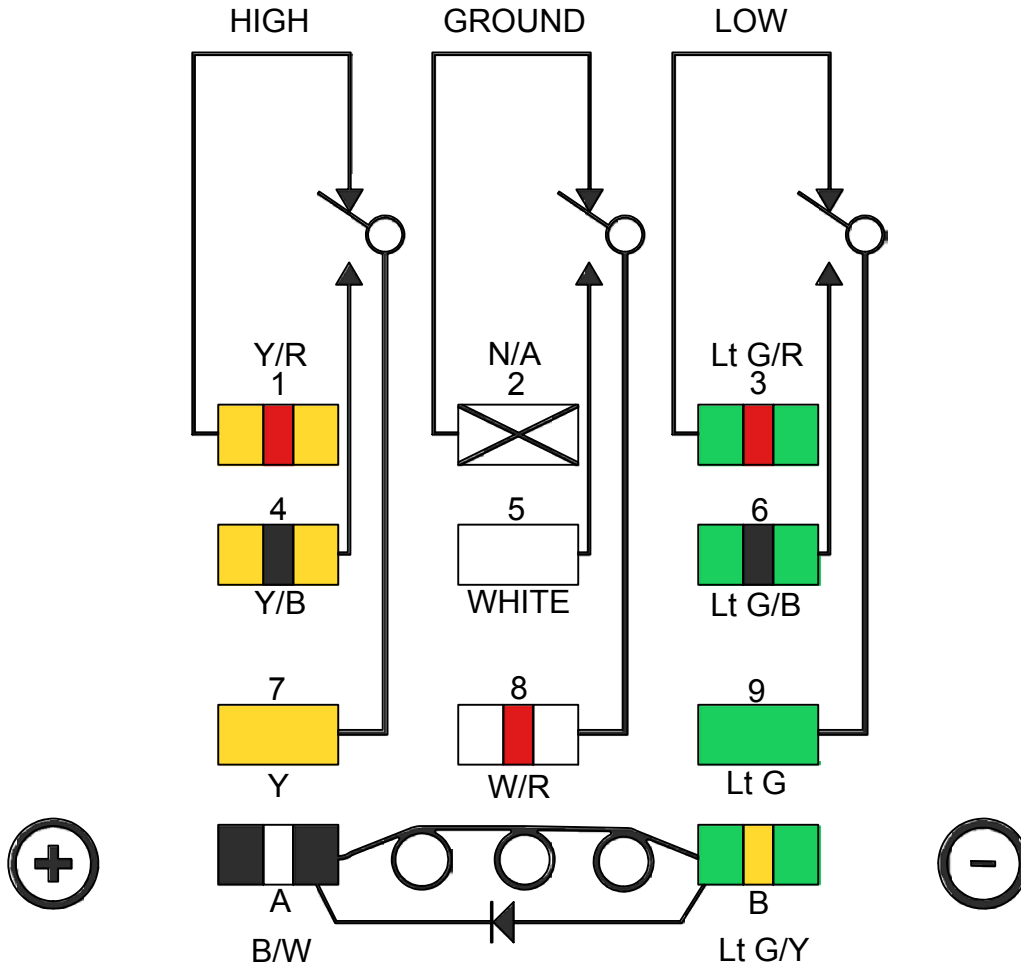 HIGH GROUND LOW
Y/R N/A Lt G/R
1 2 3
4 5 6
Y/B WHITE Lt G/B
7 8 9
Y W/R Lt G
+ -
A B
B/W Lt G/Y